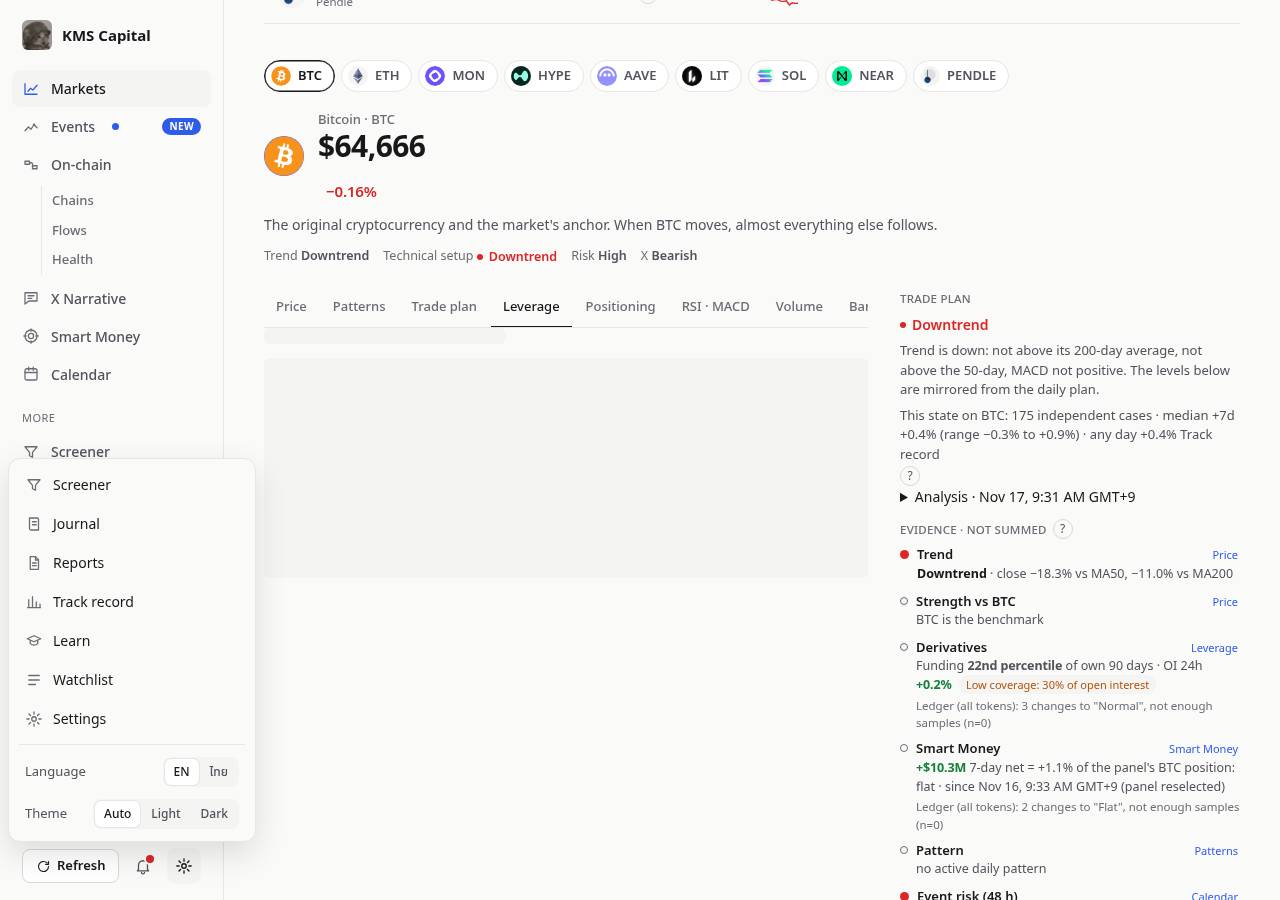 KMS Capital
Markets
Events NEW
On-chain
Chains
Flows
Health
X Narrative
Smart Money
Calendar
MORE
Screener
Screener
Journal
Reports
Track record
Learn
Watchlist
Settings
Language EN ไทย
Theme Auto Light Dark
Refresh
Pendle
BTC ETH MON HYPE AAVE LIT SOL NEAR PENDLE
Bitcoin · BTC
$64,666
−0.16%
The original cryptocurrency and the market's anchor. When BTC moves, almost everything else follows.
Trend Downtrend Technical setup Downtrend Risk High X Bearish
Price Patterns Trade plan Leverage Positioning RSI · MACD Volume
TRADE PLAN
Downtrend
Trend is down: not above its 200-day average, not
above the 50-day, MACD not positive. The levels below
are mirrored from the daily plan.
This state on BTC: 175 independent cases · median +7d
+0.4% (range −0.3% to +0.9%) · any day +0.4% Track
record
?
Analysis · Nov 17, 9:31 AM GMT+9
EVIDENCE · NOT SUMMED ?
Trend Price
Downtrend · close −18.3% vs MA50, −11.0% vs MA200
Strength vs BTC Price
BTC is the benchmark
Derivatives Leverage
Funding 22nd percentile of own 90 days · OI 24h
+0.2% Low coverage: 30% of open interest
Ledger (all tokens): 3 changes to "Normal", not enough
samples (n=0)
Smart Money Smart Money
+$10.3M 7-day net = +1.1% of the panel's BTC position:
flat · since Nov 16, 9:33 AM GMT+9 (panel reselected)
Ledger (all tokens): 2 changes to "Flat", not enough samples
(n=0)
Pattern Patterns
no active daily pattern
Event risk (48 h) Calendar